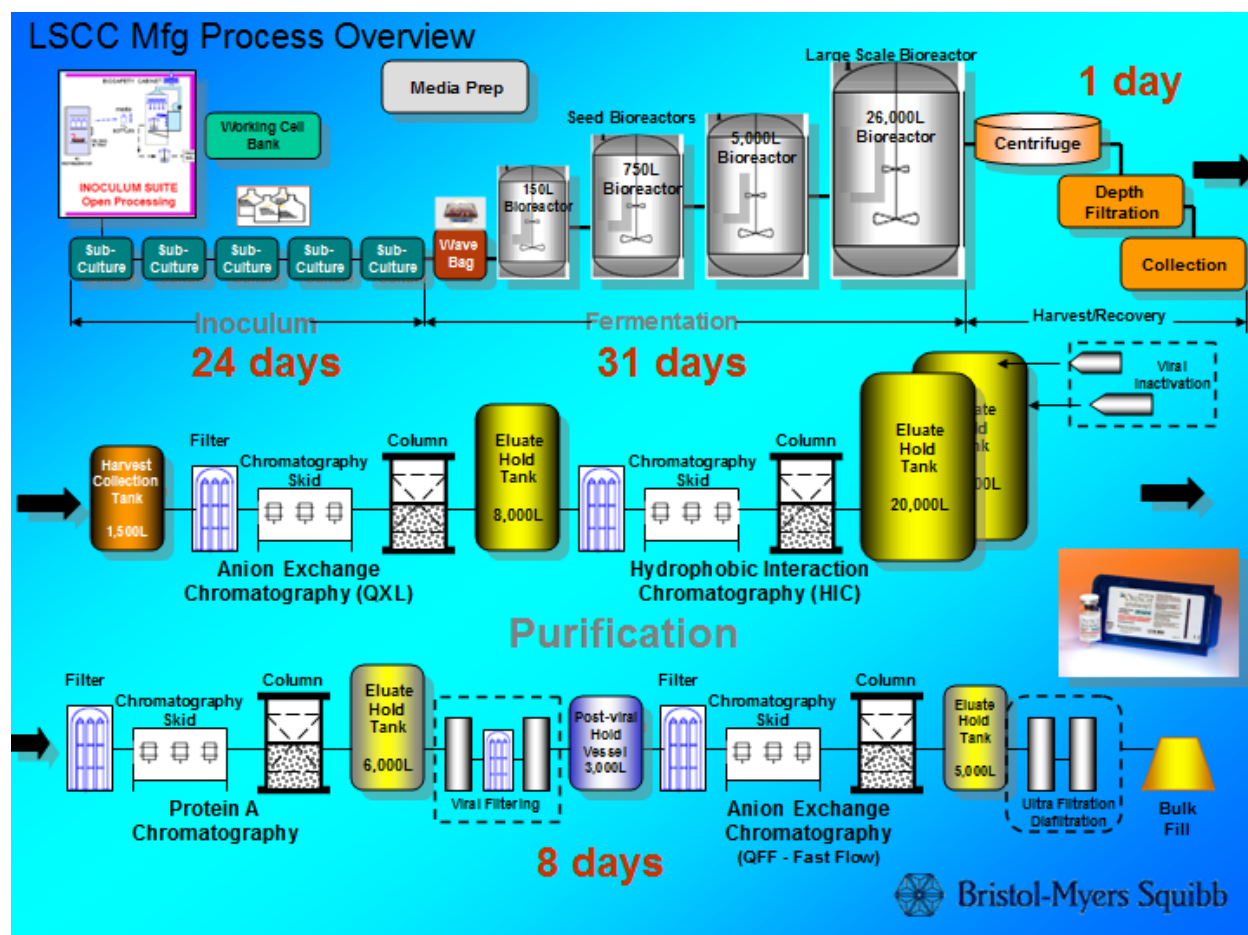 LSCC Mfg Process Overview
BIOSAFETY CABINET
INOCULUM SUITE
Open Processing
Working Cell
Bank
Media Prep
Seed Bioreactors
Large Scale Bioreactor
1 day
150L
Bioreactor
750L
Bioreactor
5,000L
Bioreactor
26,000L
Bioreactor
Centrifuge
Depth
Filtration
Collection
Sub-
Culture
Sub-
Culture
Sub-
Culture
Sub-
Culture
Sub-
Culture
Wave
Bag
Inoculum
24 days
Fermentation
31 days
Harvest/Recovery
Viral
Inactivation
Harvest
Collection
Tank
1,500L
Filter
Chromatography
Skid
Column
Anion Exchange
Chromatography (QXL)
Eluate
Hold
Tank
8,000L
Chromatography
Skid
Column
Hydrophobic Interaction
Chromatography (HIC)
Eluate
Hold
Tank
20,000L
Purification
Filter
Chromatography
Skid
Column
Protein A
Chromatography
Eluate
Hold
Tank
6,000L
Viral Filtering
Post-viral
Hold
Vessel
3,000L
Filter
Chromatography
Skid
Column
Anion Exchange
Chromatography
(QFF - Fast Flow)
Eluate
Hold
Tank
5,000L
Ultra Filtration
Diafiltration
Bulk
Fill
8 days
Bristol-Myers Squibb